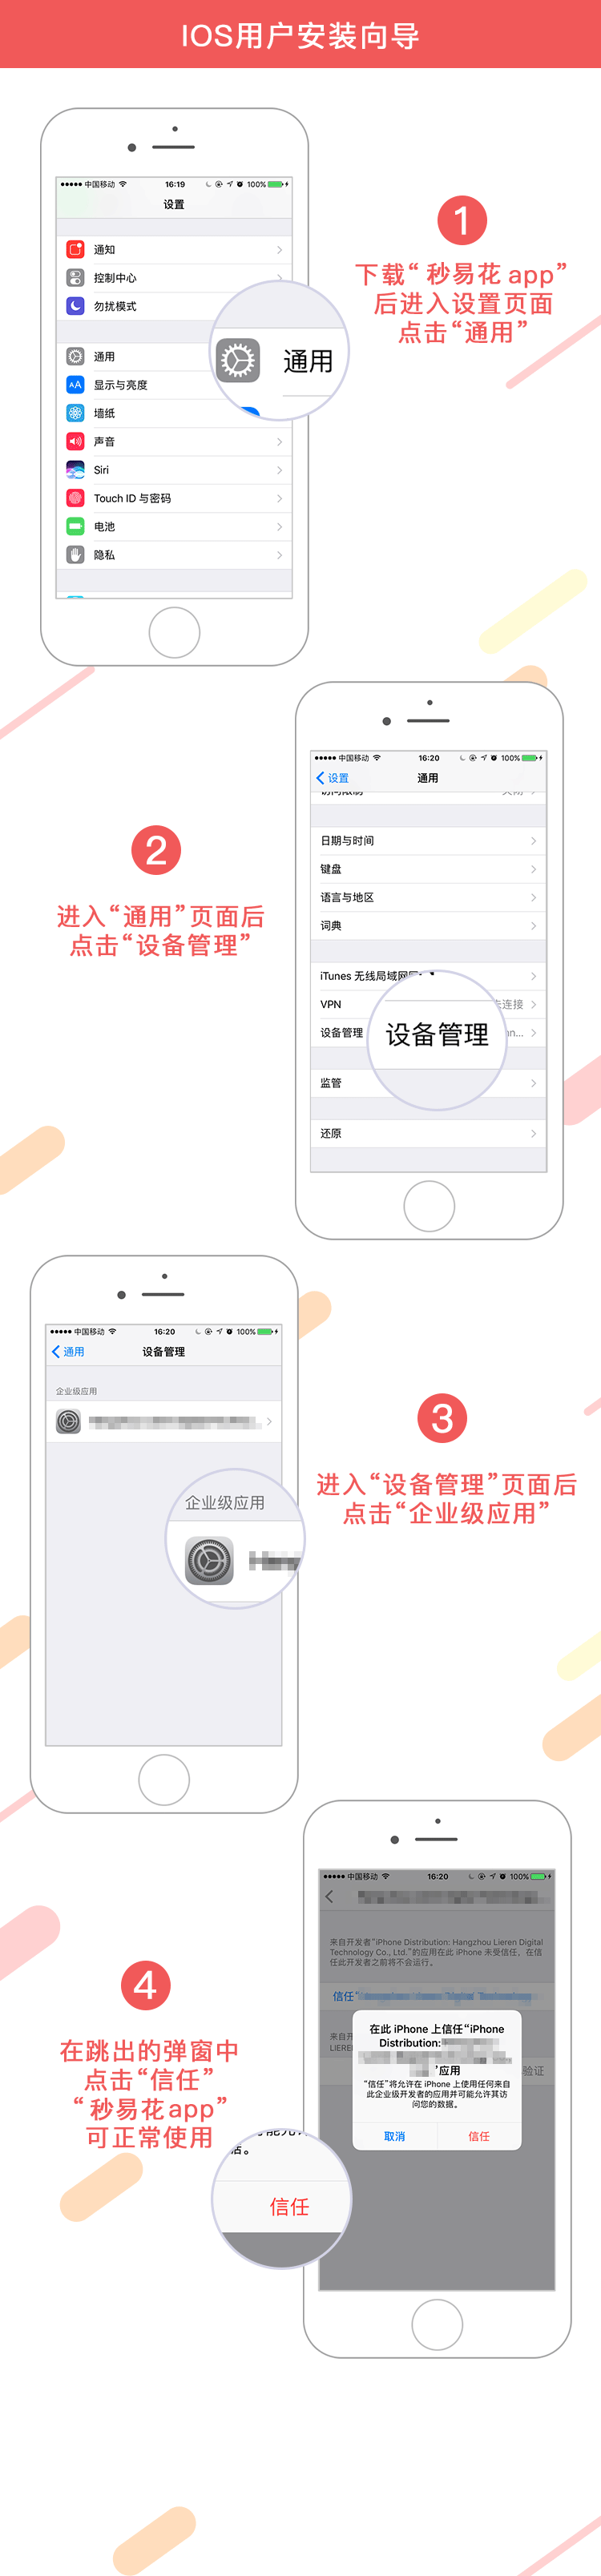 IOS用户安装向导
中国移动 16:19 100%
设置
通知
控制中心
勿扰模式
通用
通用
显示与亮度
墙纸
声音
Siri
Touch ID 与密码
电池
隐私
1
下载“秒易花 app”
后进入设置页面
点击“通用”
中国移动 16:20 100%
设置 通用
日期与时间
键盘
语言与地区
词典
iTunes 无线局域网
VPN 连接
设备管理
设备管理
监管
还原
2
进入“通用”页面后
点击“设备管理”
中国移动 16:20 100%
通用 设备管理
企业级应用
企业级应用
3
进入“设备管理”页面后
点击“企业级应用”
中国移动 16:20 100%
来自开发者“iPhone Distribution: Hangzhou Lieren Digital
Technology Co., Ltd.”的应用在此 iPhone 未受信任，在信
任此开发者之前将不会运行。
信任“
来自开
LIERE
验证
在此 iPhone 上信任“iPhone
Distribution:
”应用
“信任”将允许在 iPhone 上使用任何来自
此企业级开发者的应用并可能允许其访
问您的数据。
取消 信任
信任
4
在跳出的弹窗中
点击“信任”
“秒易花app”
可正常使用